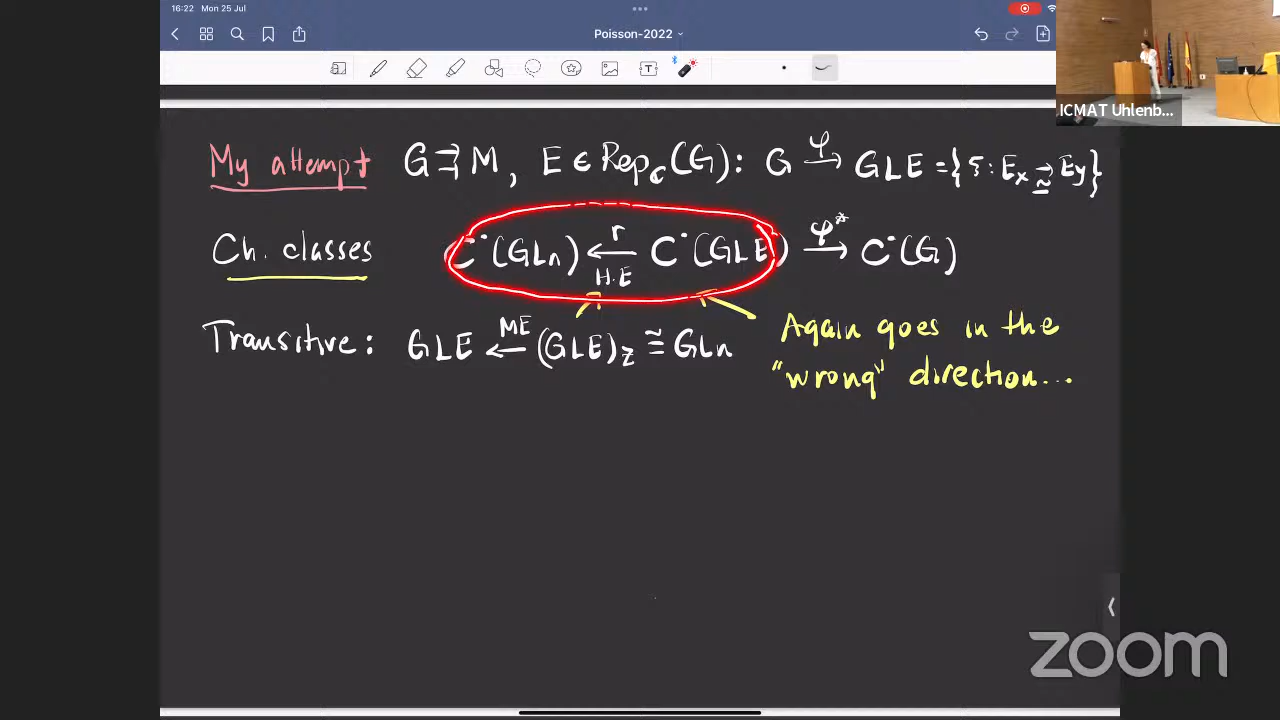 16:22 Mon 25 Jul
Poisson-2022
ICMAT Uhlenb...
My attempt G ⇉ M, E ∈ Rep_C(G): G →^φ GLE = {ξ: E_x →_≃ E_y}
Ch. classes C^•(GLn) ←^r_{H.E} C^•(GLE) →^{φ*} C^•(G)
Transitive: GLE ←^{ME} (GLE)_z ≅ GLn
Again goes in the
"wrong" direction...
zoom